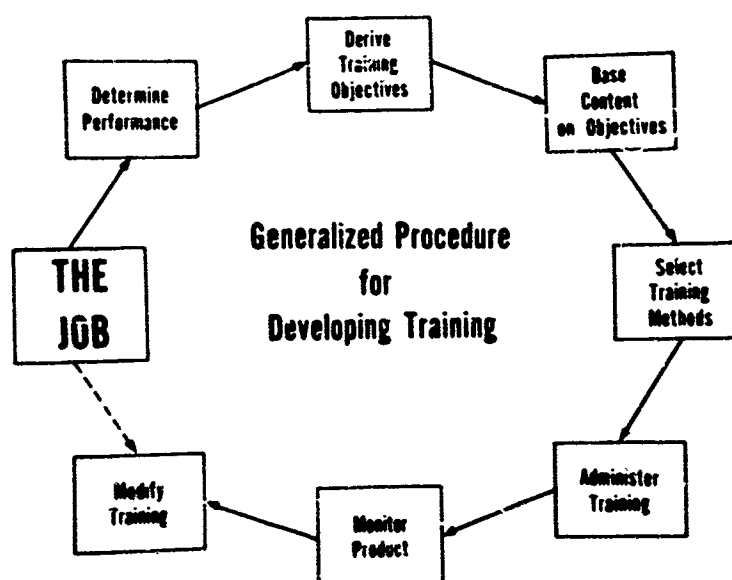 Derive
Training
Objectives
Determine
Performance
Base
Content
on Objectives
THE
JOB
Generalized Procedure
for
Developing Training
Select
Training
Methods
Modify
Training
Monitor
Product
Administer
Training